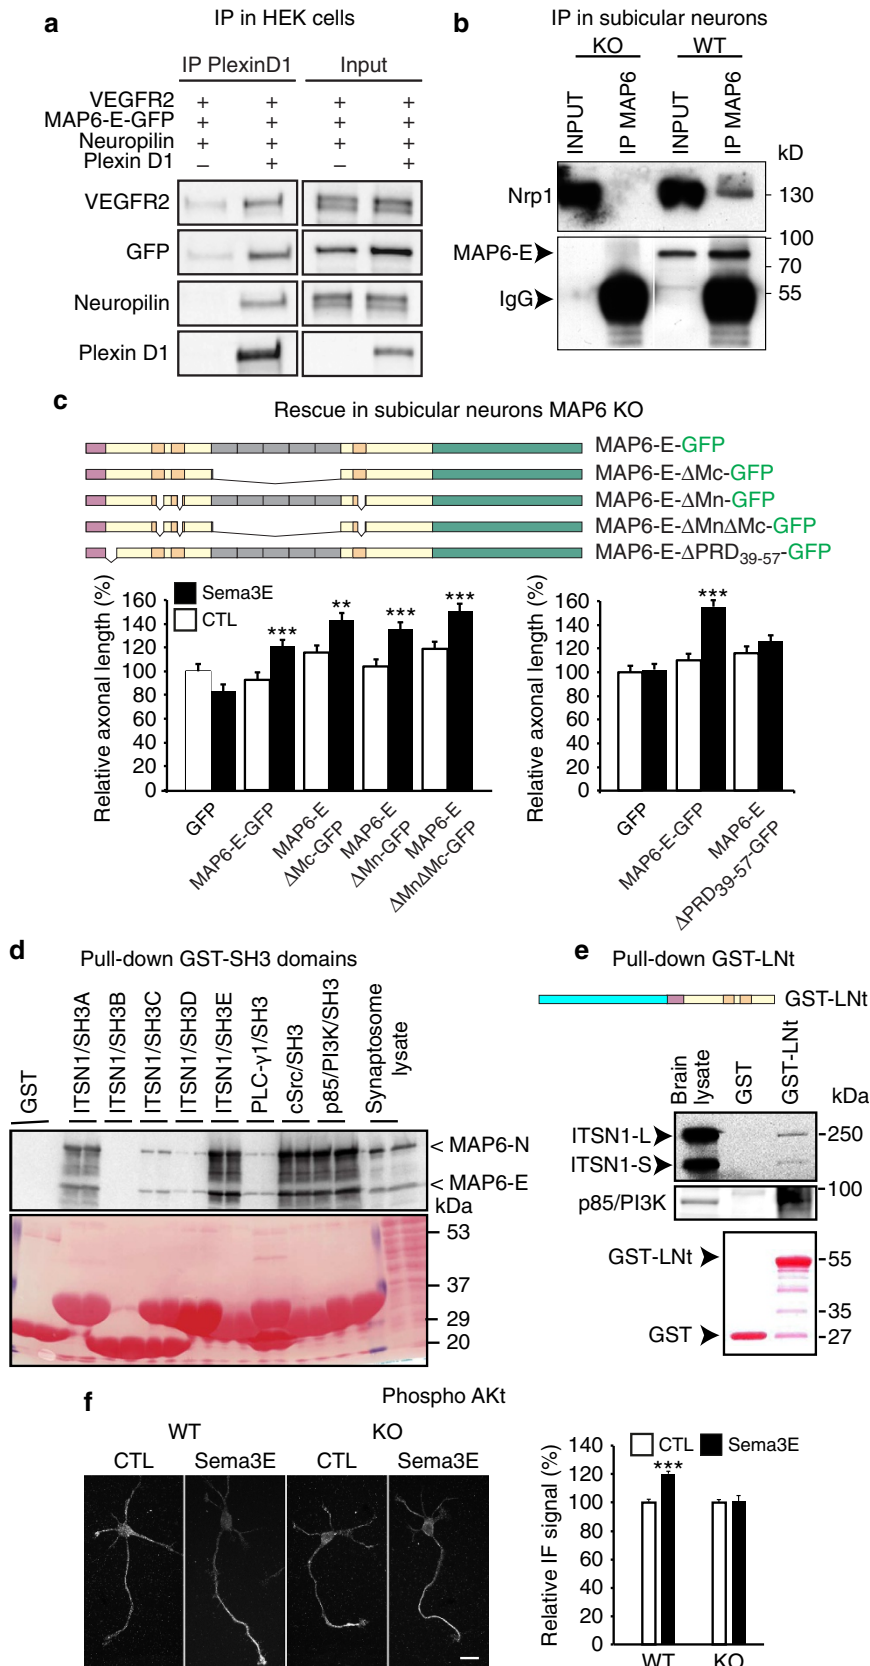 a
IP in HEK cells
IP PlexinD1
Input
VEGFR2 + + + +
MAP6-E-GFP + + + +
Neuropilin + + + +
Plexin D1 – + – +
VEGFR2
GFP
Neuropilin
Plexin D1
b
IP in subicular neurons
KO
WT
INPUT
IP MAP6
INPUT
IP MAP6
kD
Nrp1
130
MAP6-E
IgG
100
70
55
c
Rescue in subicular neurons MAP6 KO
MAP6-E-GFP
MAP6-E-ΔMc-GFP
MAP6-E-ΔMn-GFP
MAP6-E-ΔMnΔMc-GFP
MAP6-E-ΔPRD39-57-GFP
Relative axonal length (%)
160
140
120
100
80
60
40
20
0
Sema3E
CTL
***
**
***
***
GFP
MAP6-E-GFP
MAP6-E
ΔMc-GFP
MAP6-E
ΔMn-GFP
MAP6-E
ΔMnΔMc-GFP
Relative axonal length (%)
160
140
120
100
80
60
40
20
0
***
GFP
MAP6-E-GFP
MAP6-E
ΔPRD39-57-GFP
d
Pull-down GST-SH3 domains
GST
ITSN1/SH3A
ITSN1/SH3B
ITSN1/SH3C
ITSN1/SH3D
ITSN1/SH3E
PLC-γ1/SH3
cSrc/SH3
p85/PI3K/SH3
Synaptosome
lysate
< MAP6-N
< MAP6-E
kDa
53
37
29
20
e
Pull-down GST-LNt
GST-LNt
Brain
lysate
GST
GST-LNt
kDa
ITSN1-L
250
ITSN1-S
p85/PI3K
100
GST-LNt
55
35
GST
27
f
Phospho AKt
WT
KO
CTL
Sema3E
CTL
Sema3E
Relative IF signal (%)
140
120
100
80
60
40
20
0
CTL
Sema3E
***
WT
KO